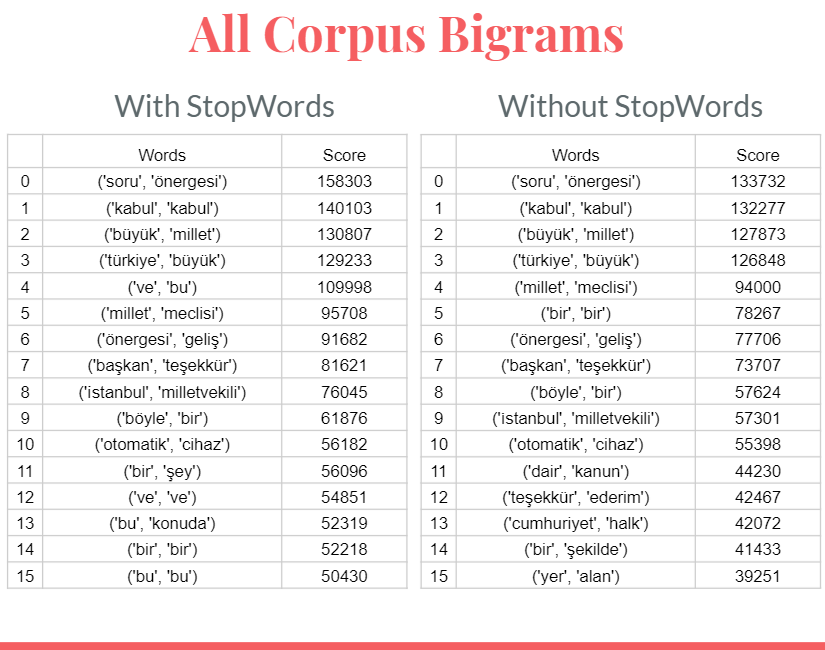 All Corpus Bigrams
With StopWords
Words Score
0 ('soru', 'önergesi') 158303
1 ('kabul', 'kabul') 140103
2 ('büyük', 'millet') 130807
3 ('türkiye', 'büyük') 129233
4 ('ve', 'bu') 109998
5 ('millet', 'meclisi') 95708
6 ('önergesi', 'geliş') 91682
7 ('başkan', 'teşekkür') 81621
8 ('istanbul', 'milletvekili') 76045
9 ('böyle', 'bir') 61876
10 ('otomatik', 'cihaz') 56182
11 ('bir', 'şey') 56096
12 ('ve', 've') 54851
13 ('bu', 'konuda') 52319
14 ('bir', 'bir') 52218
15 ('bu', 'bu') 50430
Without StopWords
Words Score
0 ('soru', 'önergesi') 133732
1 ('kabul', 'kabul') 132277
2 ('büyük', 'millet') 127873
3 ('türkiye', 'büyük') 126848
4 ('millet', 'meclisi') 94000
5 ('bir', 'bir') 78267
6 ('önergesi', 'geliş') 77706
7 ('başkan', 'teşekkür') 73707
8 ('böyle', 'bir') 57624
9 ('istanbul', 'milletvekili') 57301
10 ('otomatik', 'cihaz') 55398
11 ('dair', 'kanun') 44230
12 ('teşekkür', 'ederim') 42467
13 ('cumhuriyet', 'halk') 42072
14 ('bir', 'şekilde') 41433
15 ('yer', 'alan') 39251